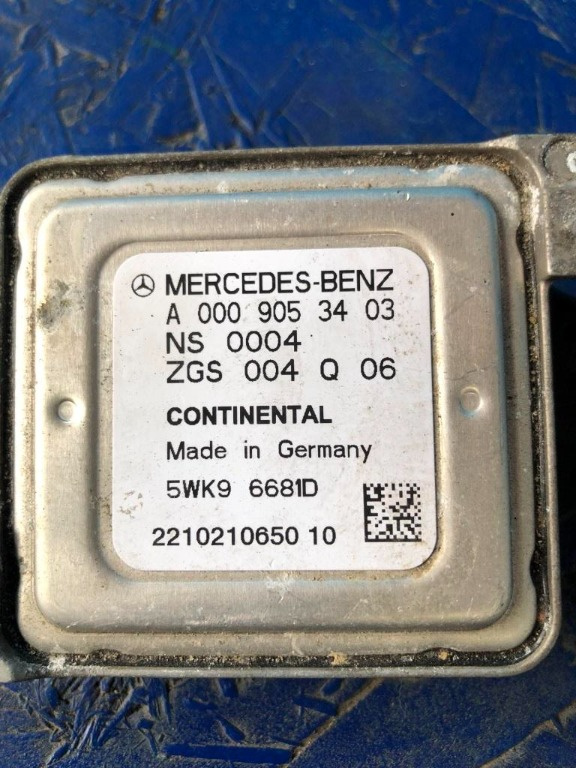 MERCEDES-BENZ
A 000 905 34 03
NS 0004
ZGS 004 Q 06
CONTINENTAL
Made in Germany
5WK9 6681D
2210210650 10